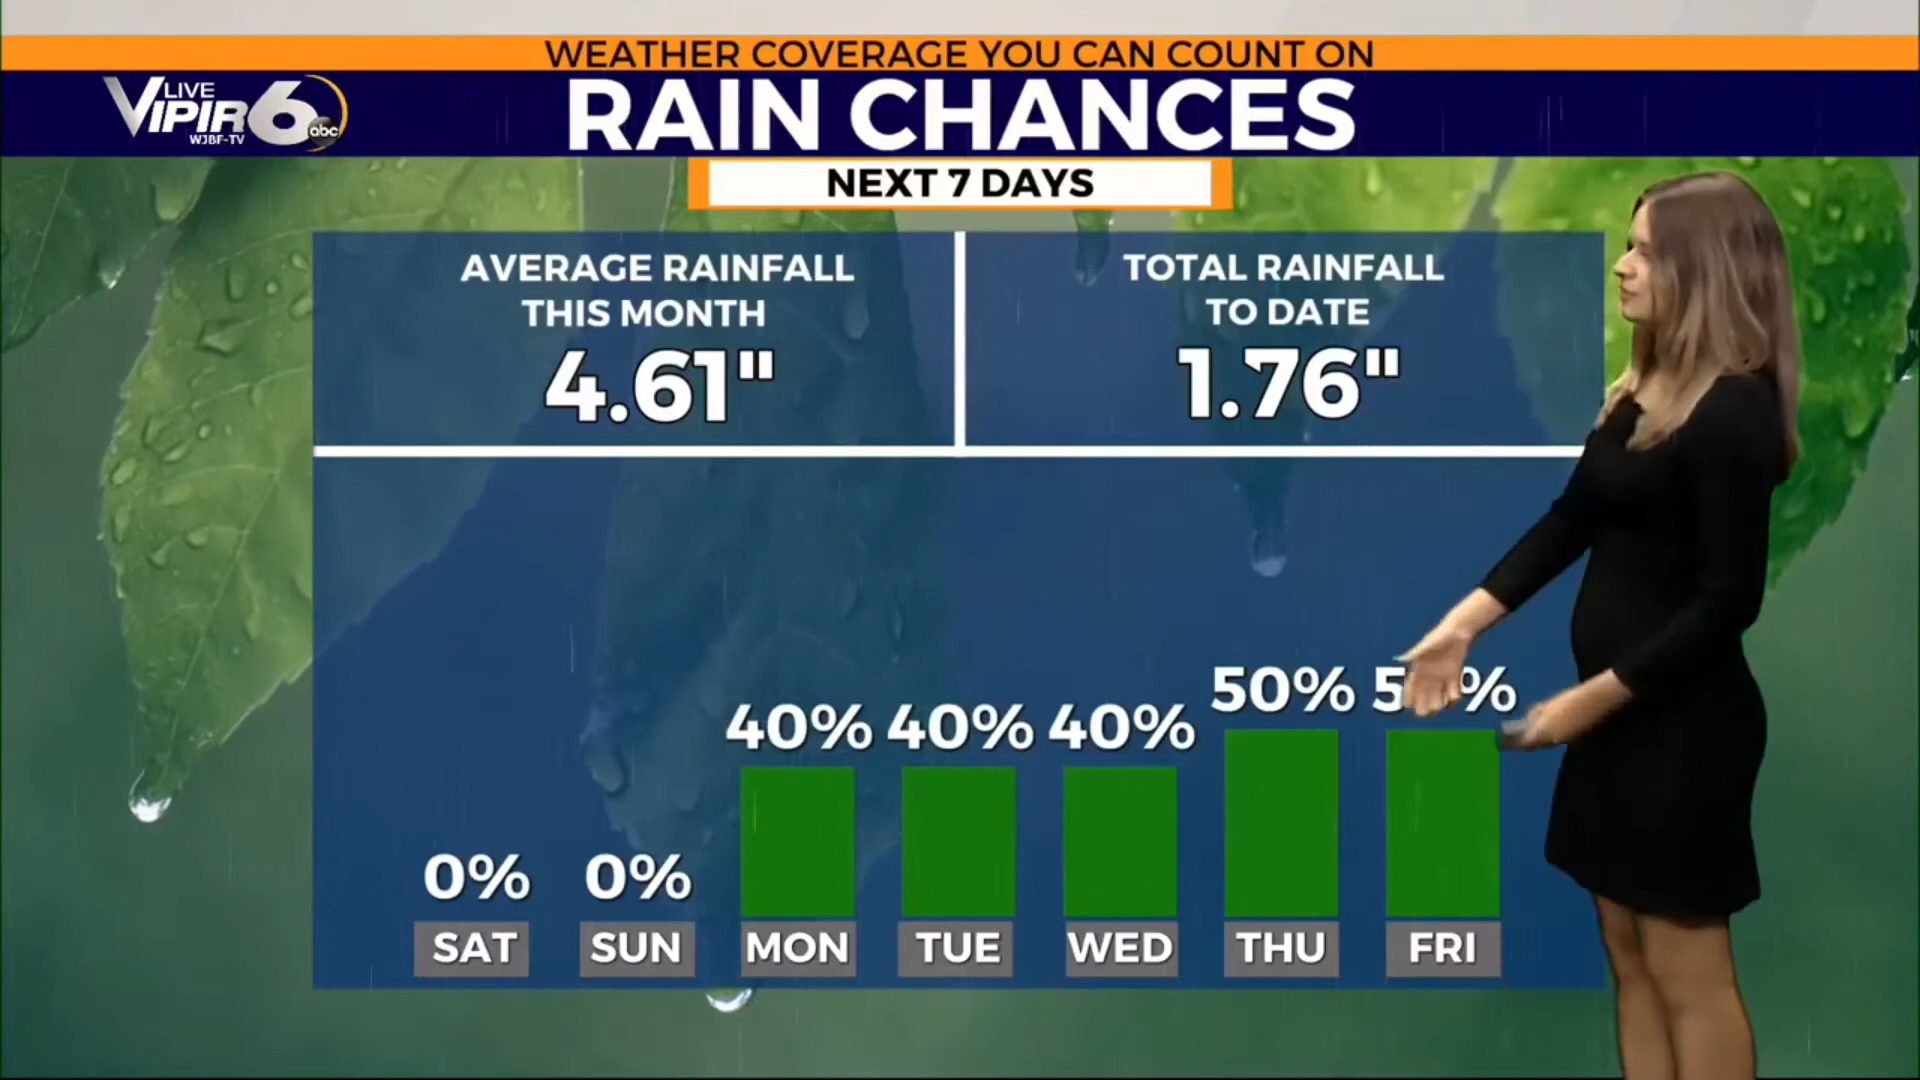 WEATHER COVERAGE YOU CAN COUNT ON
LIVE
VIPIR 6
abc
WJBF-TV
RAIN CHANCES
NEXT 7 DAYS
AVERAGE RAINFALL
THIS MONTH
4.61"
TOTAL RAINFALL
TO DATE
1.76"
0% 0% 40% 40% 40% 50%
SAT SUN MON TUE WED THU FRI